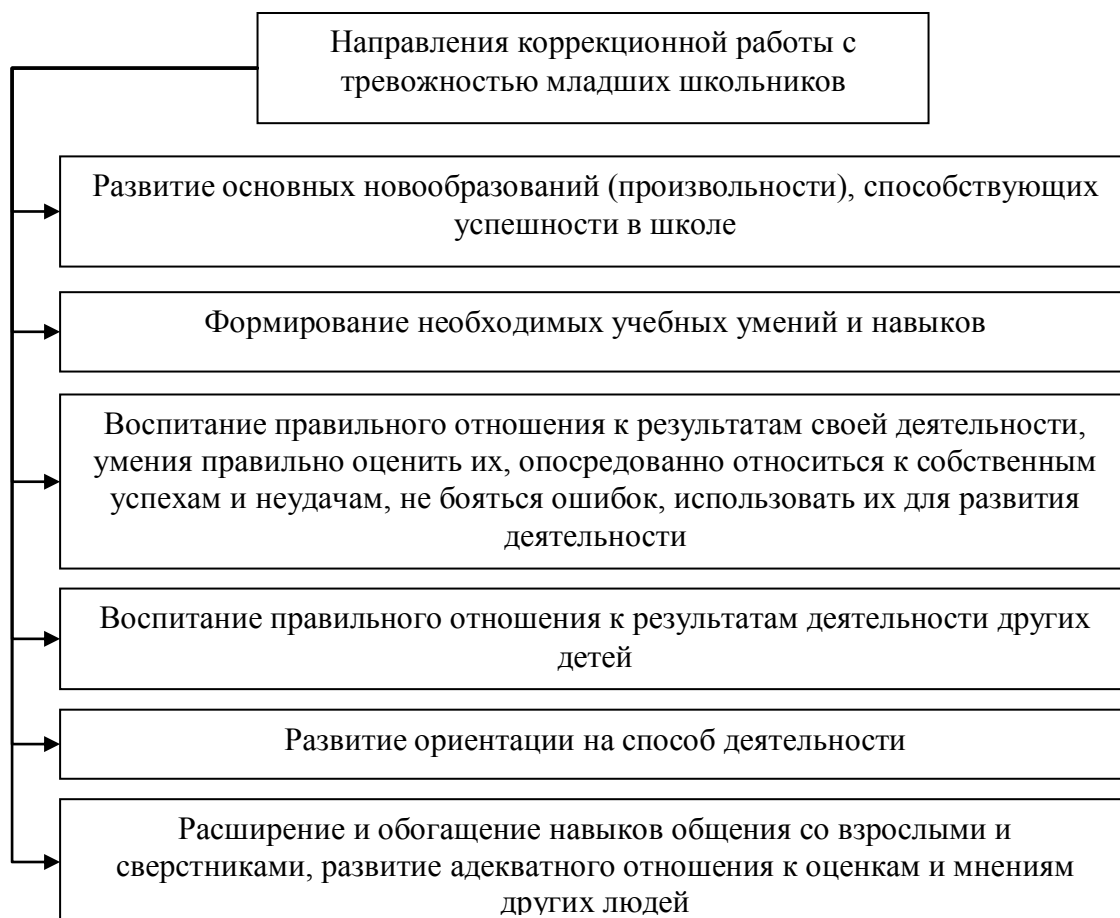 Направления коррекционной работы с
тревожностью младших школьников
Развитие основных новообразований (произвольности), способствующих
успешности в школе
Формирование необходимых учебных умений и навыков
Воспитание правильного отношения к результатам своей деятельности,
умения правильно оценить их, опосредованно относиться к собственным
успехам и неудачам, не бояться ошибок, использовать их для развития
деятельности
Воспитание правильного отношения к результатам деятельности других
детей
Развитие ориентации на способ деятельности
Расширение и обогащение навыков общения со взрослыми и
сверстниками, развитие адекватного отношения к оценкам и мнениям
других людей